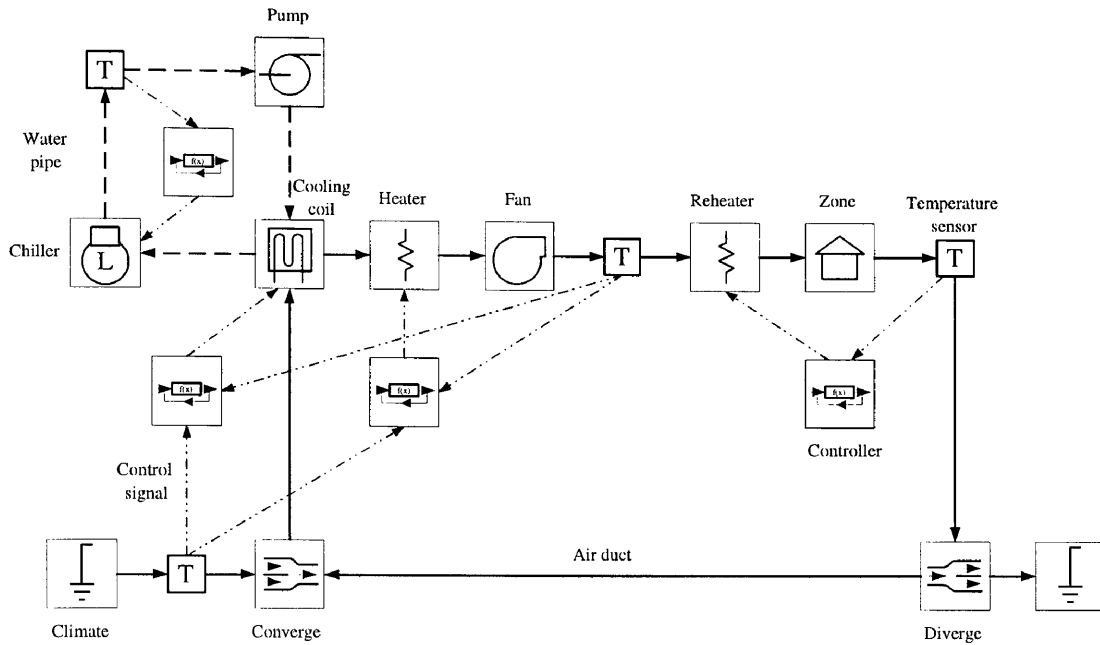 Pump
T
Water
pipe
f(x)
Chiller
L
Cooling
coil
Heater
Fan
T
Reheater
Zone
Temperature
sensor
T
f(x)
f(x)
f(x)
Controller
Control
signal
T
Air duct
Climate
Converge
Diverge